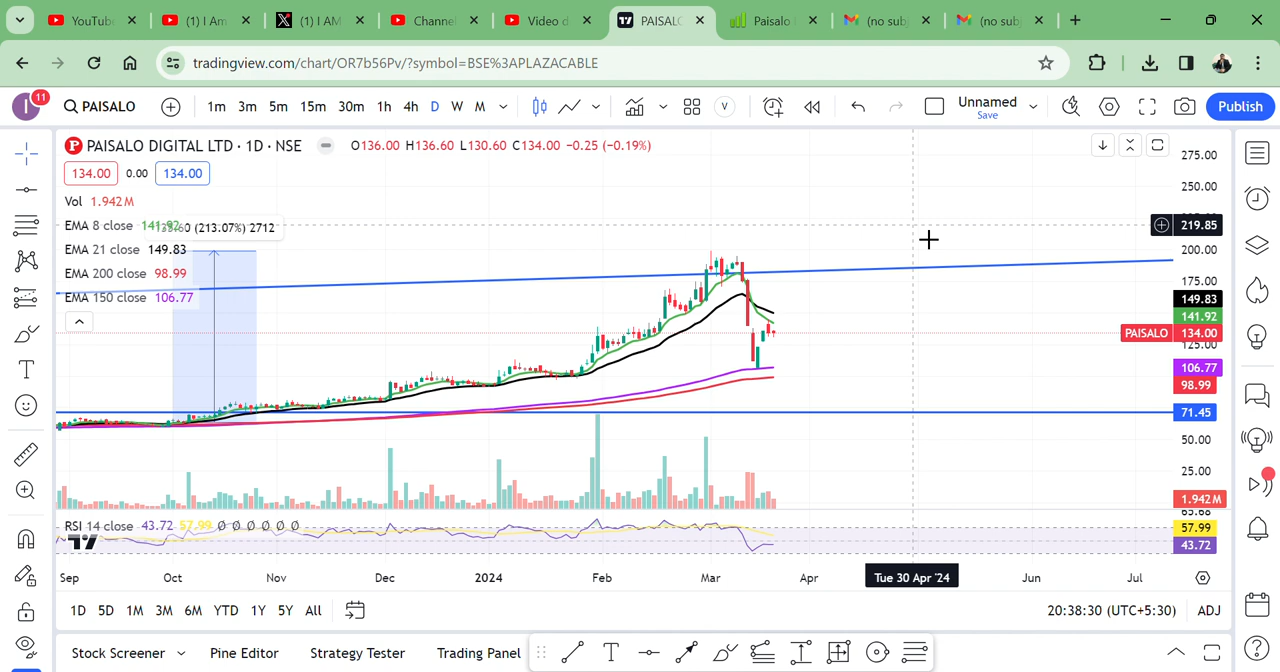 YouTube
(1) I Am
(1) I AM
Channel
Video d
PAISALO
Paisalo
(no sub
(no sub
tradingview.com/chart/OR7b56Pv/?symbol=BSE%3APLAZACABLE
I 11 PAISALO 1m 3m 5m 15m 30m 1h 4h D W M V Unnamed Save Publish
P PAISALO DIGITAL LTD · 1D · NSE O136.00 H136.60 L130.60 C134.00 −0.25 (−0.19%)
134.00 0.00 134.00
Vol 1.942M
EMA 8 close 141.92 (213.07%) 2712
EMA 21 close 149.83
EMA 200 close 98.99
EMA 150 close 106.77
275.00
250.00
219.85
200.00
175.00
149.83
141.92
PAISALO 134.00
125.00
106.77
98.99
71.45
50.00
25.00
1.942M
RSI 14 close 43.72 57.99 Ø Ø Ø Ø Ø Ø
57.99
43.72
Sep Oct Nov Dec 2024 Feb Mar Apr Tue 30 Apr '24 Jun Jul
1D 5D 1M 3M 6M YTD 1Y 5Y All 20:38:30 (UTC+5:30) ADJ
Stock Screener Pine Editor Strategy Tester Trading Panel